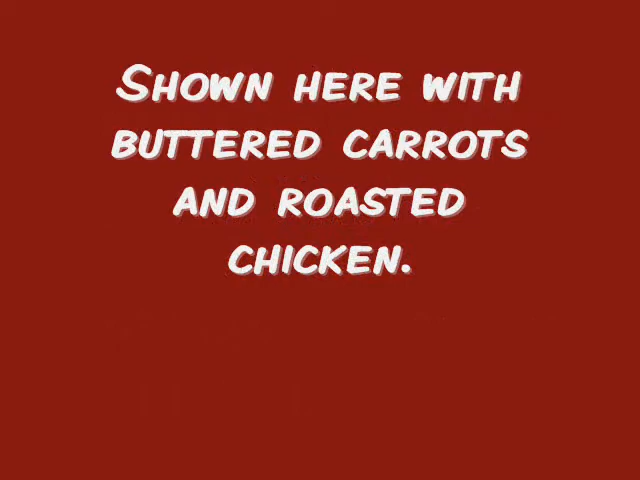 Shown here with
buttered carrots
and roasted
chicken.